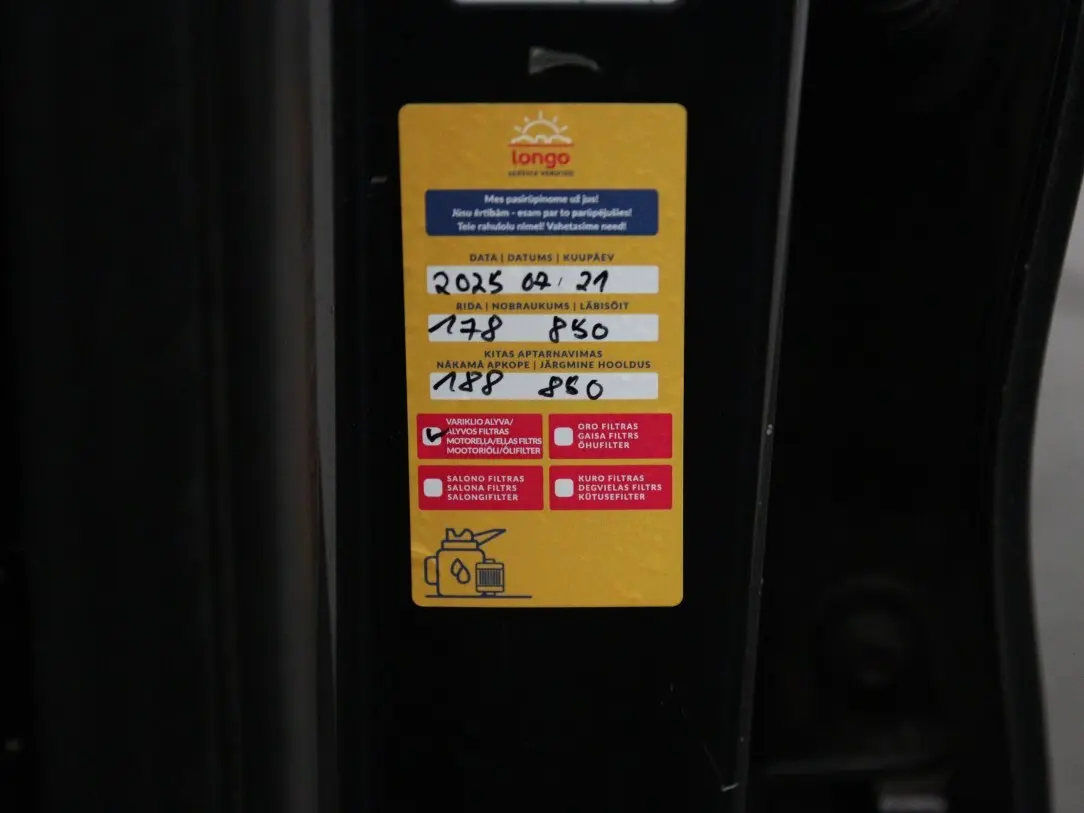 longo
SERVICE VERIFIED
Mes pasirūpinome už jus!
Jūsu ērtībām - esam par to parūpējušies!
Teie rahulolu nimel! Vahetasime need!
DATA | DATUMS | KUUPÄEV
2025 07. 21
RIDA | NOBRAUKUMS | LÄBISÕIT
178 850
KITAS APTARNAVIMAS
NĀKAMĀ APKOPE | JÄRGMINE HOOLDUS
188 850
VARIKLIO ALYVA/
ALYVOS FILTRAS
MOTOREĻĻA/EĻĻAS FILTRS
MOOTORIÕLI/ÕLIFILTER
ORO FILTRAS
GAISA FILTRS
ÕHUFILTER
SALONO FILTRAS
SALONA FILTRS
SALONGIFILTER
KURO FILTRAS
DEGVIELAS FILTRS
KÜTUSEFILTER